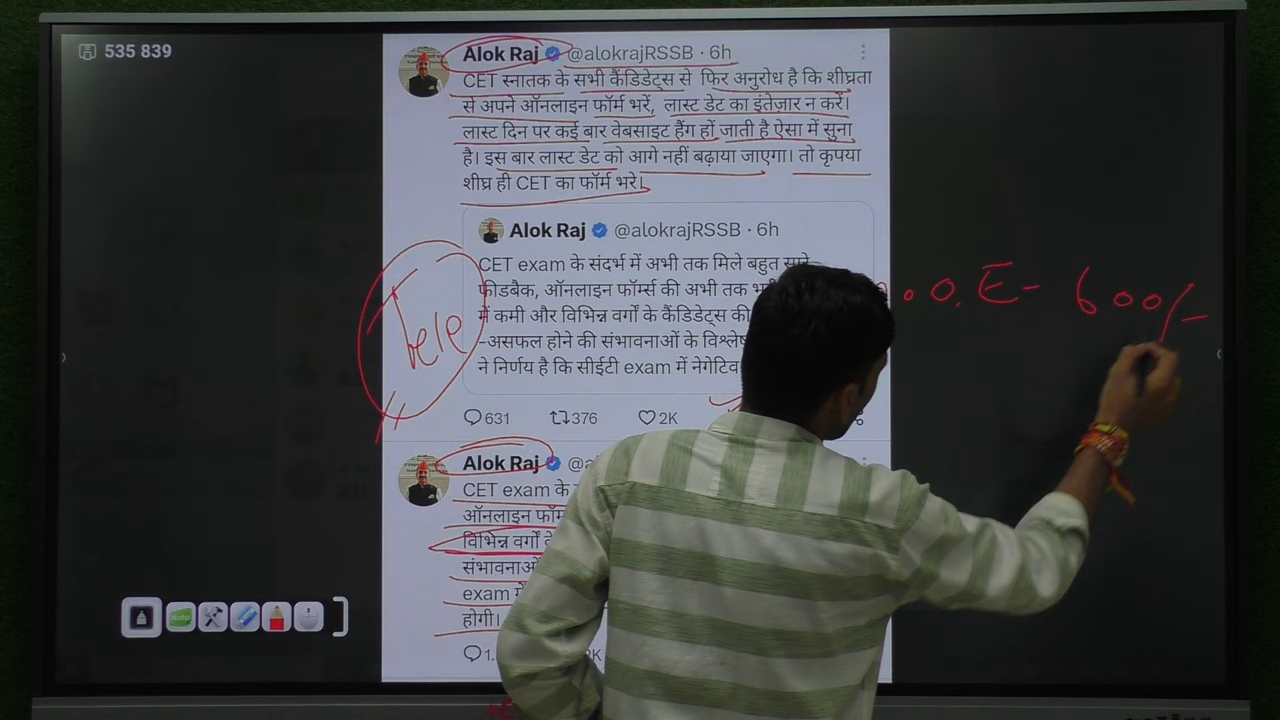 535 839
Alok Raj @alokrajRSSB · 6h
CET स्नातक के सभी कैंडिडेट्स से फिर अनुरोध है कि शीघ्रता
से अपने ऑनलाइन फॉर्म भरें, लास्ट डेट का इंतेज़ार न करें।
लास्ट दिन पर कई बार वेबसाइट हैंग हों जाती है ऐसा में सुना
है। इस बार लास्ट डेट को आगे नहीं बढ़ाया जाएगा। तो कृपया
शीघ्र ही CET का फॉर्म भरे।
Alok Raj @alokrajRSSB · 6h
CET exam के संदर्भ में अभी तक मिले बहुत सारे
फीडबैक, ऑनलाइन फॉर्म्स की अभी तक
में कमी और विभिन्न वर्गों के कैंडिडेट्स की
-असफल होने की संभावनाओं के
ने निर्णय है कि सीईटी exam में
Tele
O.E- 600/-
631 376 2K
Alok Raj
CET exam के
ऑनलाइन
विभिन्न वर्गों
exam
होगी।
Note